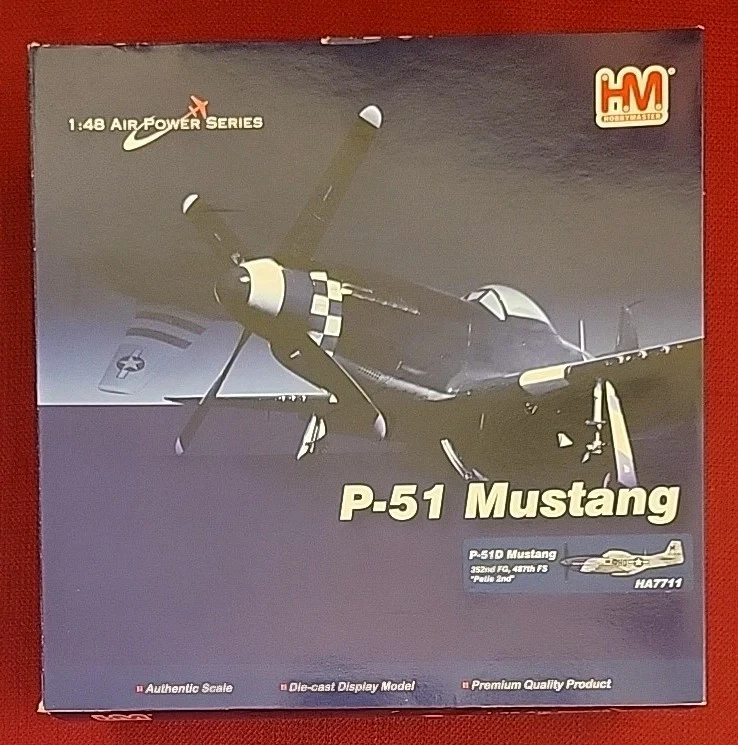 1:48 AIR POWER SERIES
HM
HOBBYMASTER
P-51 Mustang
P-51D Mustang
352nd FG, 487th FS
"Petie 2nd"
HA7711
Authentic Scale
Die-cast Display Model
Premium Quality Product
HM